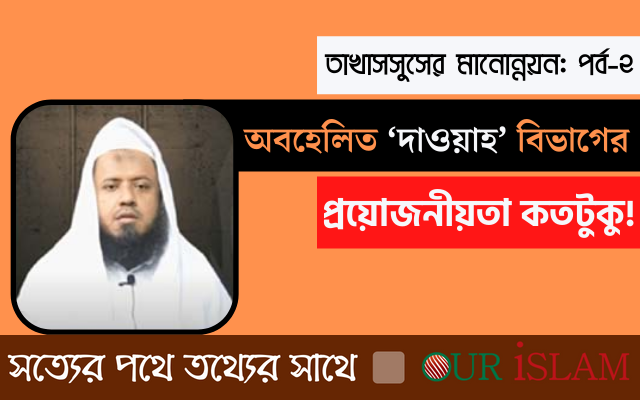 তাখাসসুসের মানোন্নয়ন: পর্ব-২
অবহেলিত ‘দাওয়াহ’ বিভাগের
প্রয়োজনীয়তা কতটুকু!
সত্যের পথে তথ্যের সাথে
OUR iSLAM